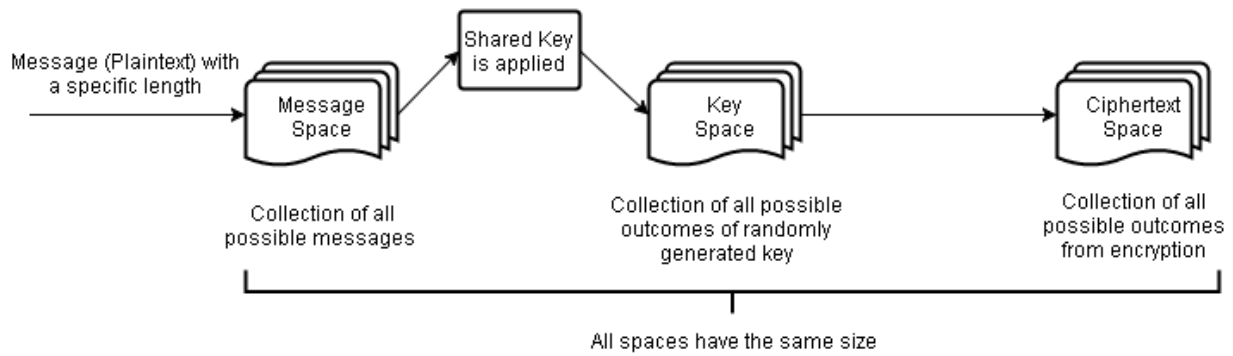 Message (Plaintext) with
a specific length
Message
Space
Shared Key
is applied
Key
Space
Ciphertext
Space
Collection of all
possible messages
Collection of all possible
outcomes of randomly
generated key
Collection of all
possible outcomes
from encryption
All spaces have the same size